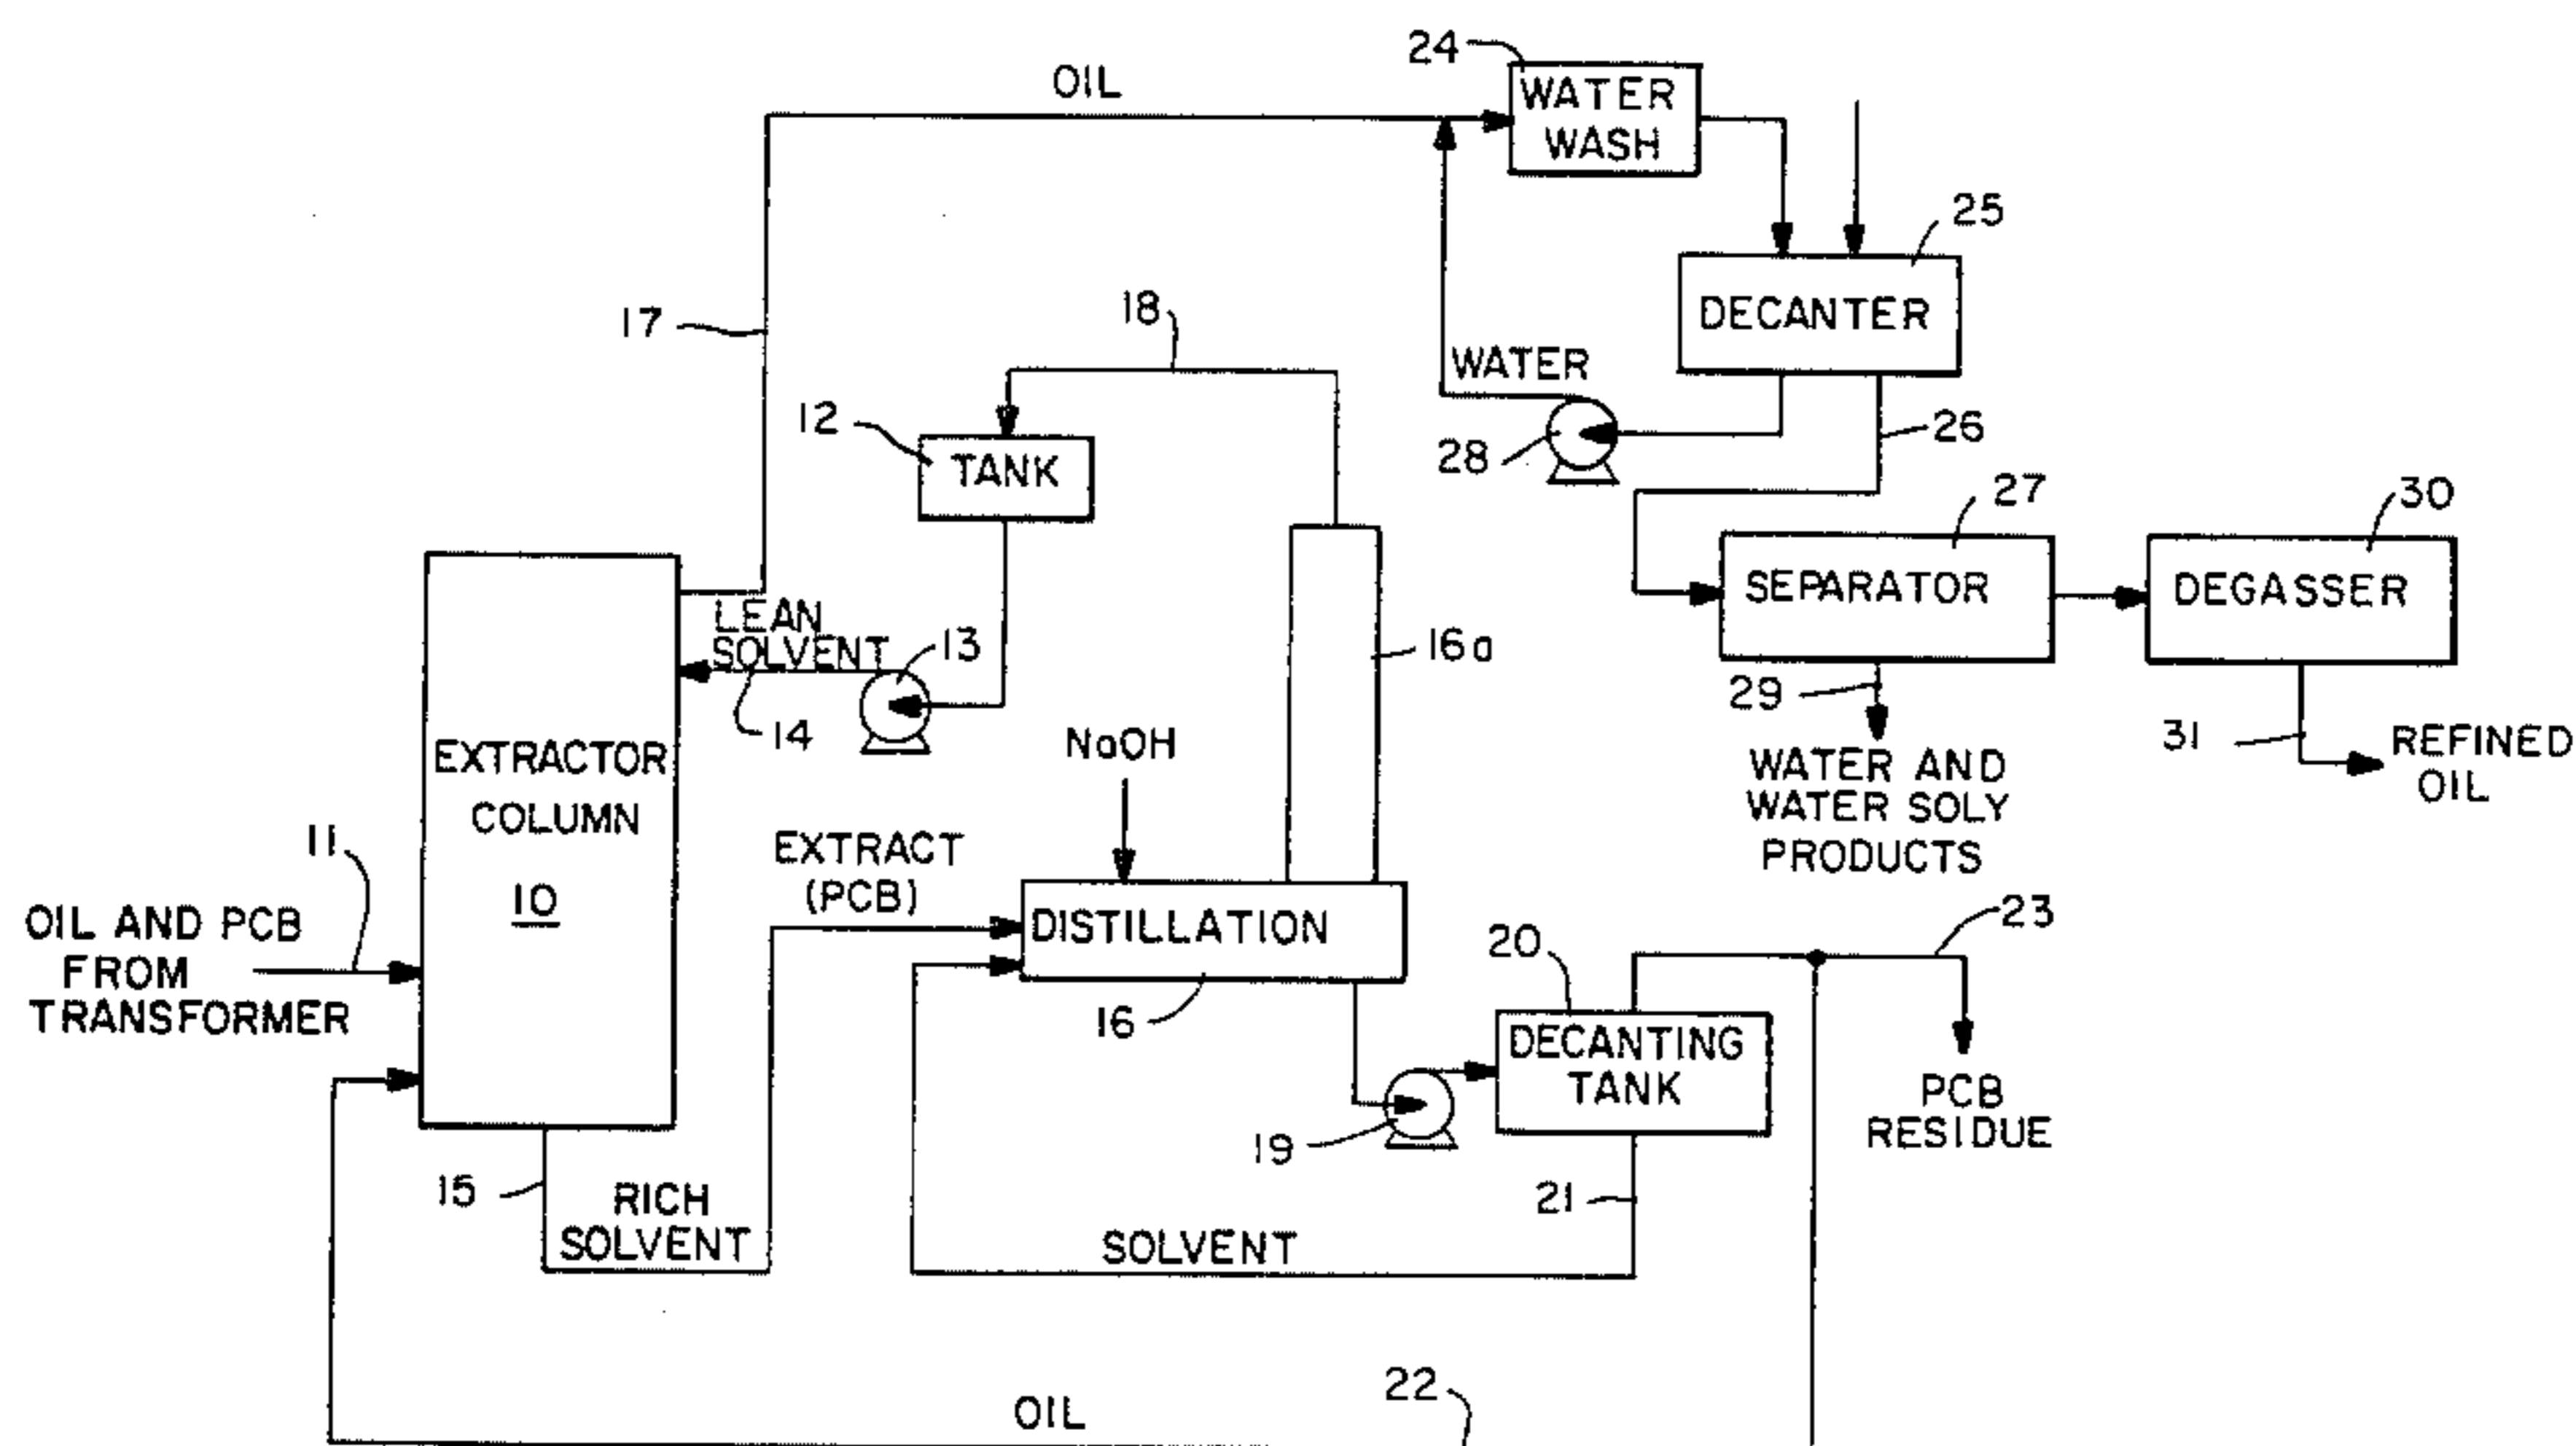 24
OIL
WATER
WASH
25
17
18
DECANTER
WATER
12
TANK
28
26
27
30
SEPARATOR
DEGASSER
LEAN
SOLVENT
13
14
16a
29
31
REFINED
OIL
WATER AND
WATER SOLY
PRODUCTS
NaOH
EXTRACTOR
COLUMN
10
11
OIL AND PCB
FROM
TRANSFORMER
EXTRACT
(PCB)
DISTILLATION
16
20
23
DECANTING
TANK
19
PCB
RESIDUE
15
RICH
SOLVENT
21
SOLVENT
22
OIL